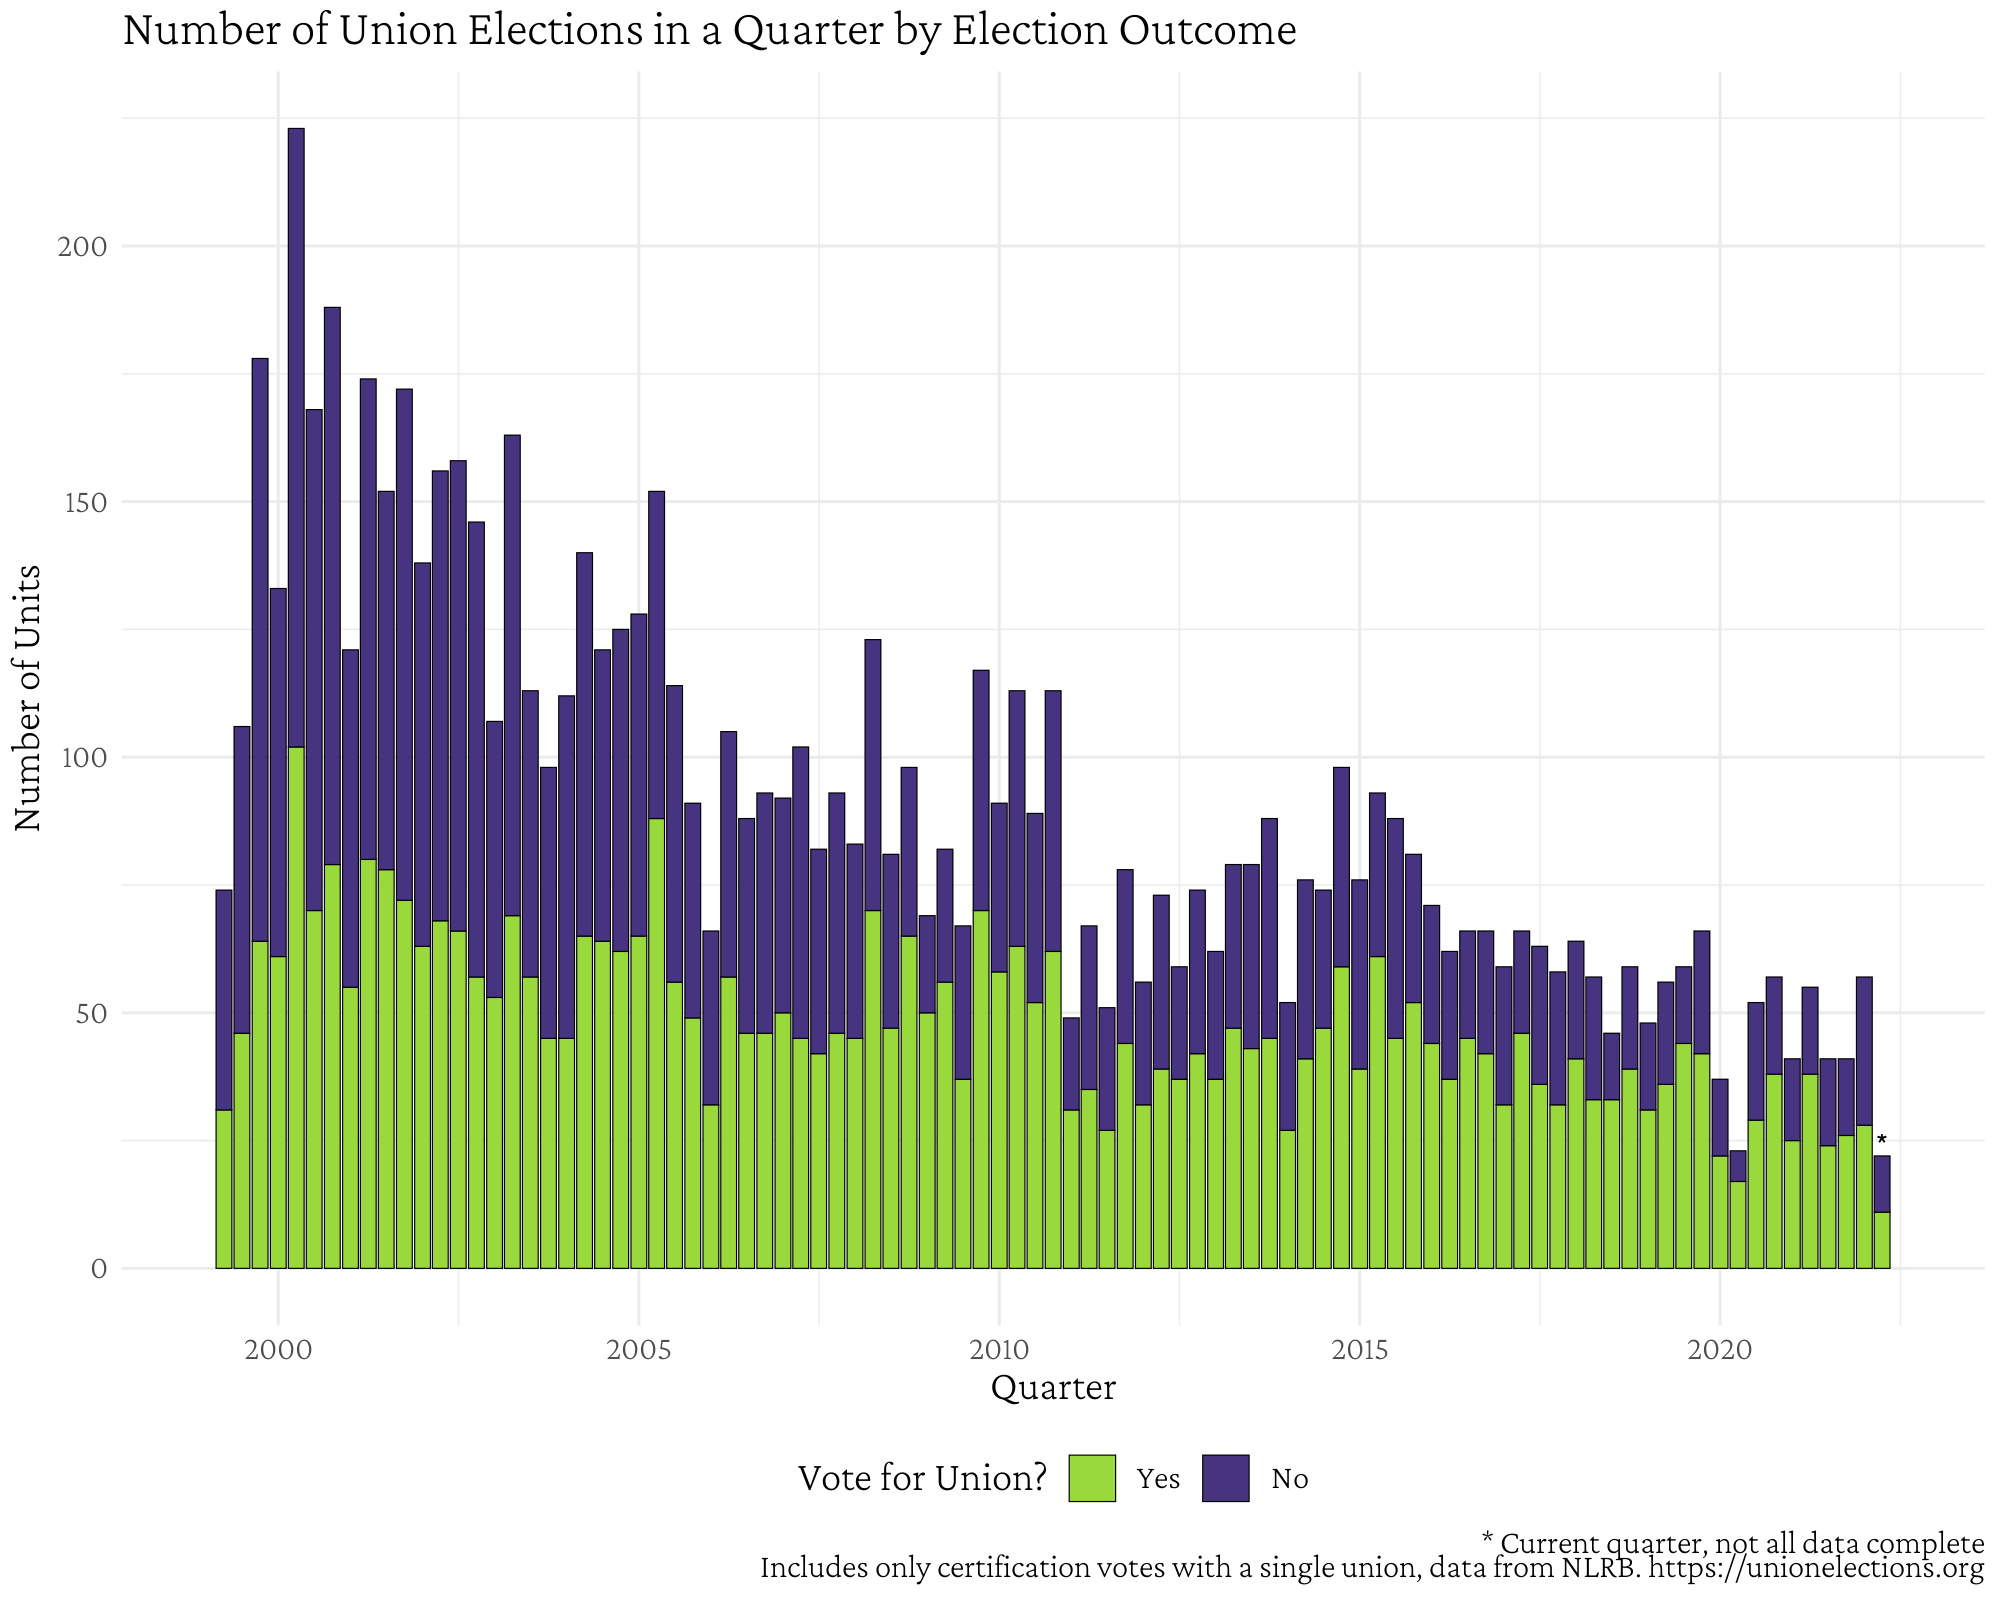 Number of Union Elections in a Quarter by Election Outcome
Number of Units
200
150
100
50
0
*
2000 2005 2010 2015 2020
Quarter
Vote for Union? Yes No
* Current quarter, not all data complete
Includes only certification votes with a single union, data from NLRB. https://unionelections.org